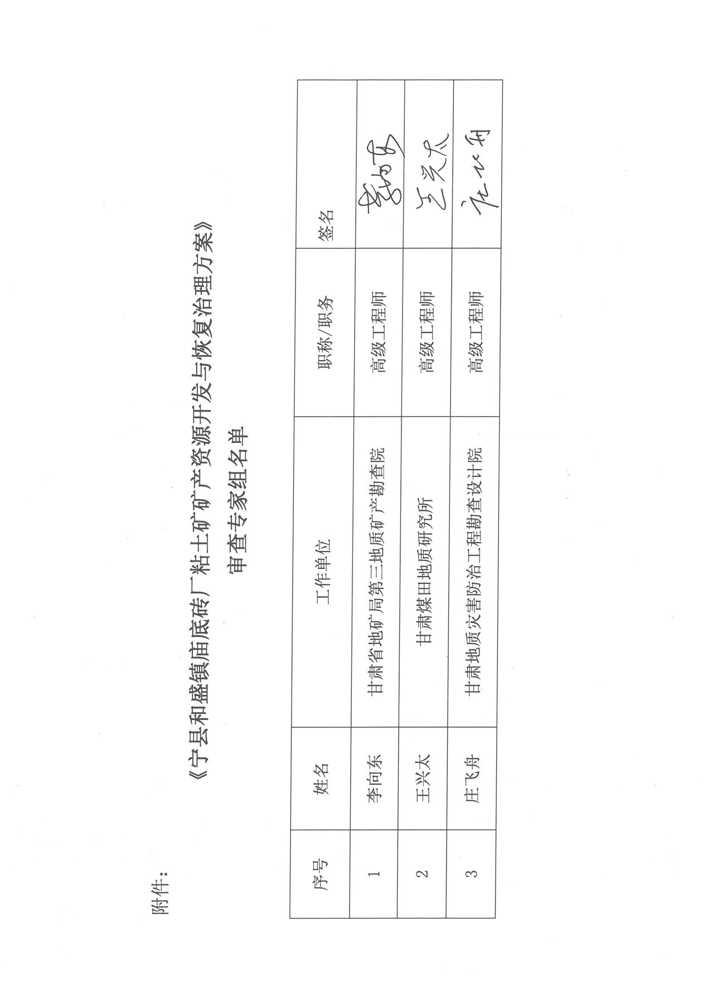 附件：
《宁县和盛镇庙底砖厂粘土矿矿产资源开发与恢复治理方案》
审查专家组名单
序号 姓名 工作单位 职称/职务 签名
1 李向东 甘肃省地矿局第三地质矿产勘查院 高级工程师 李向东
2 王兴太 甘肃煤田地质研究所 高级工程师 王兴太
3 庄飞舟 甘肃地质灾害防治工程勘查设计院 高级工程师 庄飞舟